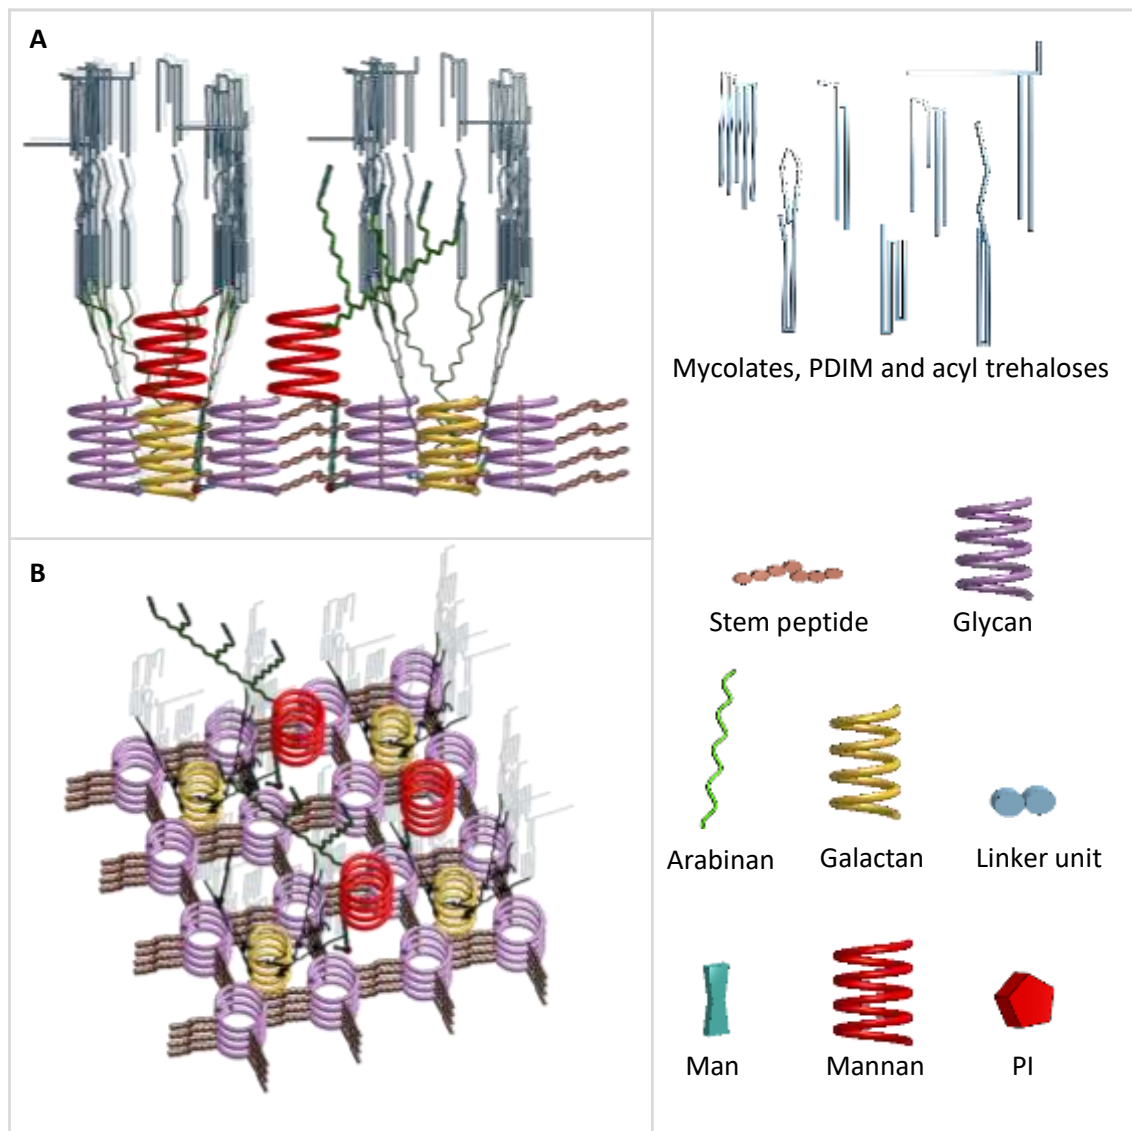 A
B
Mycolates, PDIM and acyl trehaloses
Stem peptide
Glycan
Arabinan
Galactan
Linker unit
Man
Mannan
PI